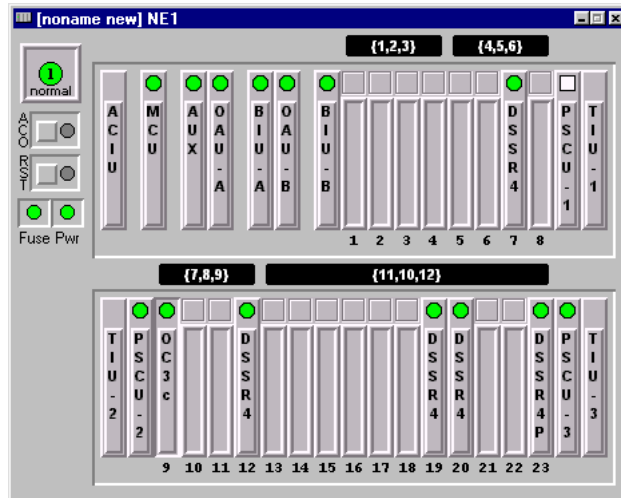 [noname new] NE1
{1,2,3} {4,5,6}
1
normal
ACO
RST
Fuse Pwr
ACIU MCU AUX OAU-A BIU-A OAU-B BIU-B DSSR4 PSCU-1 TIU-1
1 2 3 4 5 6 7 8
{7,8,9} {11,10,12}
TIU-2 PSCU-2 OC3c DSSR4 DSSR4 DSSR4 DSSR4P PSCU-3 TIU-3
9 10 11 12 13 14 15 16 17 18 19 20 21 22 23